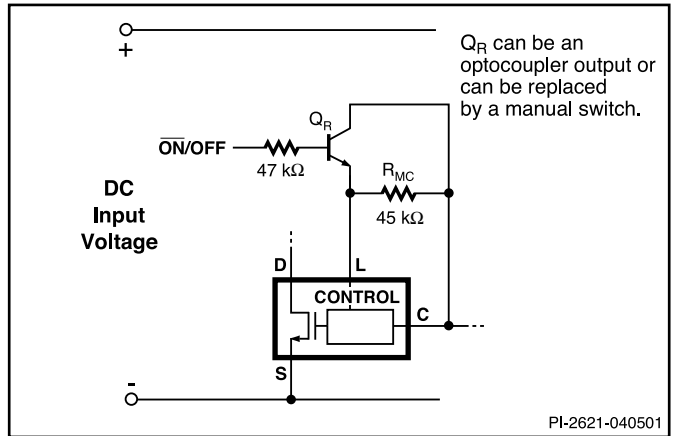 +
Q_R can be an
optocoupler output or
can be replaced
by a manual switch.
Q_R
O̅N̅/OFF
47 kΩ
R_MC
45 kΩ
DC
Input
Voltage
D
L
CONTROL
C
S
-
PI-2621-040501